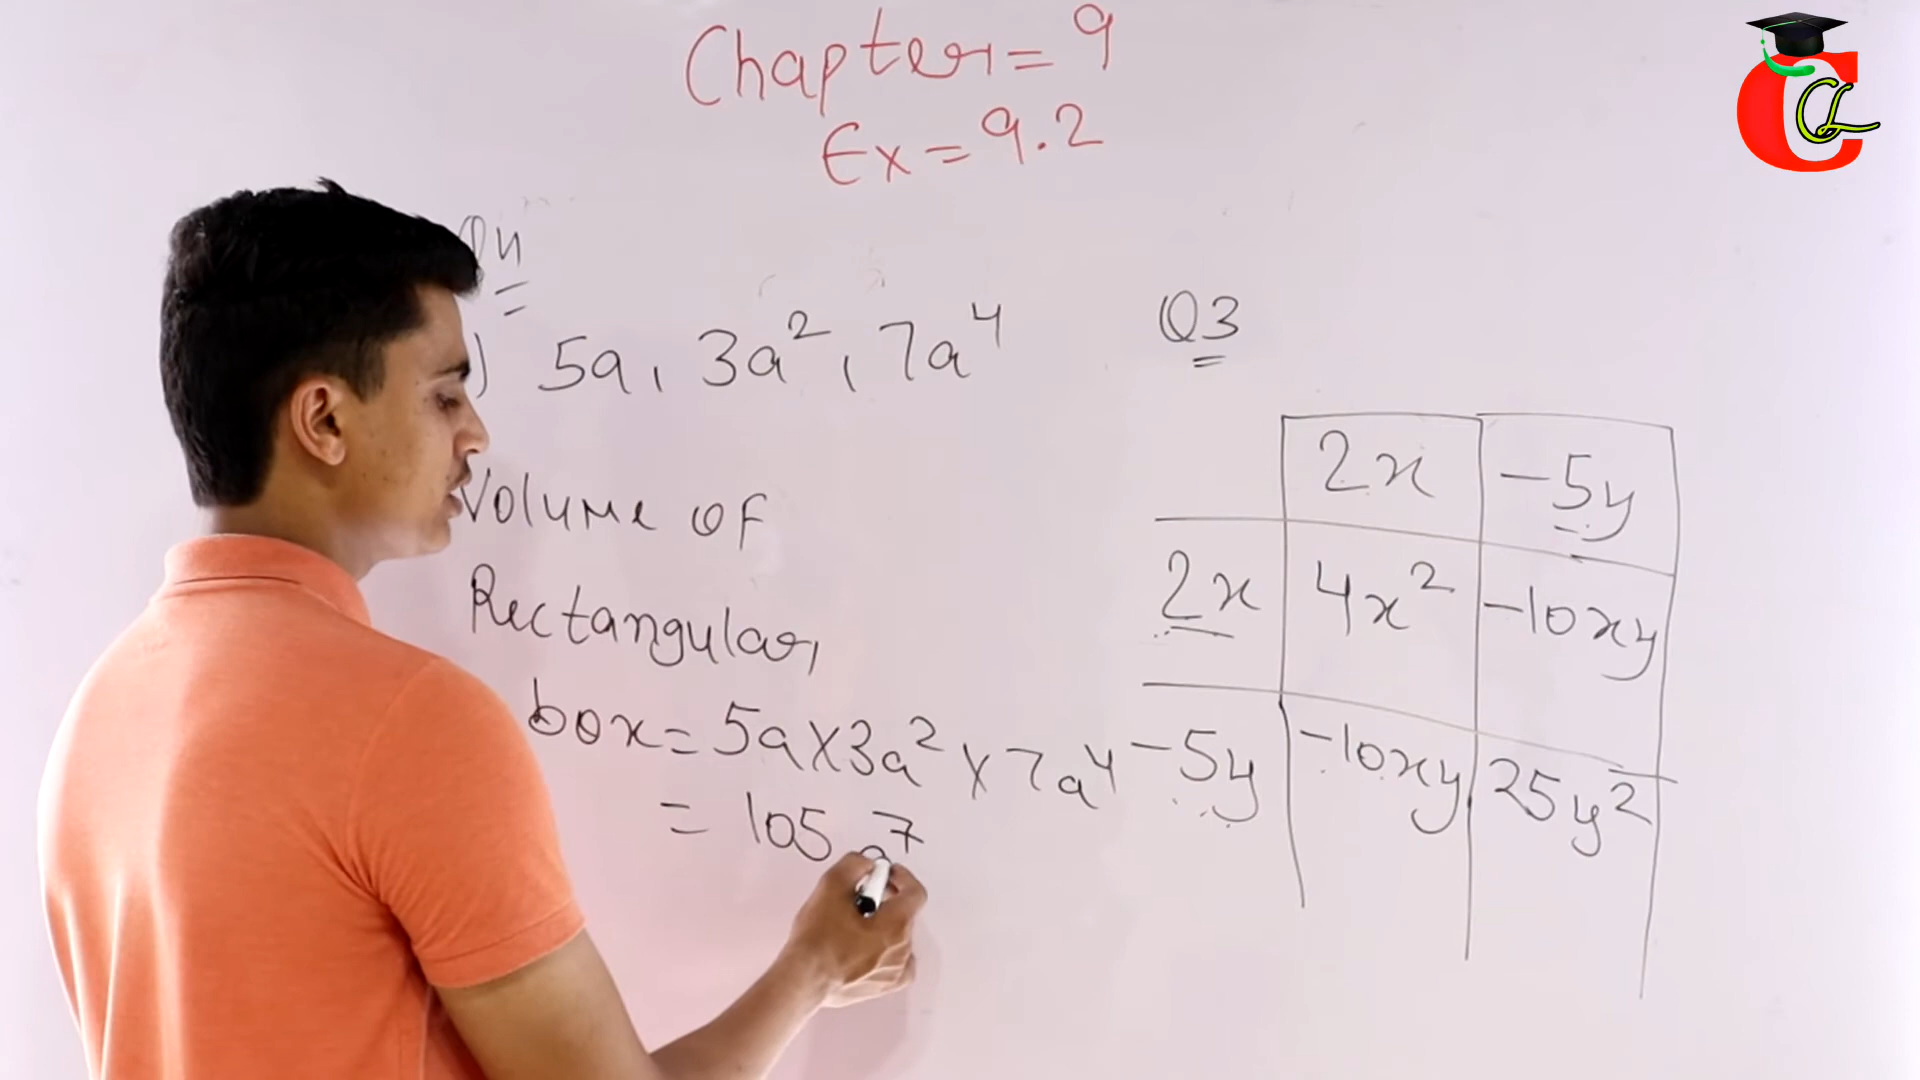 Chapter = 9
Ex = 9.2
Q4
) 5a, 3a², 7a⁴
Volume of
Rectangular
box = 5a × 3a² × 7a⁴
= 105 a⁷
Q3
2x -5y
2x 4x² -10xy
-5y -10xy 25y²
C CL